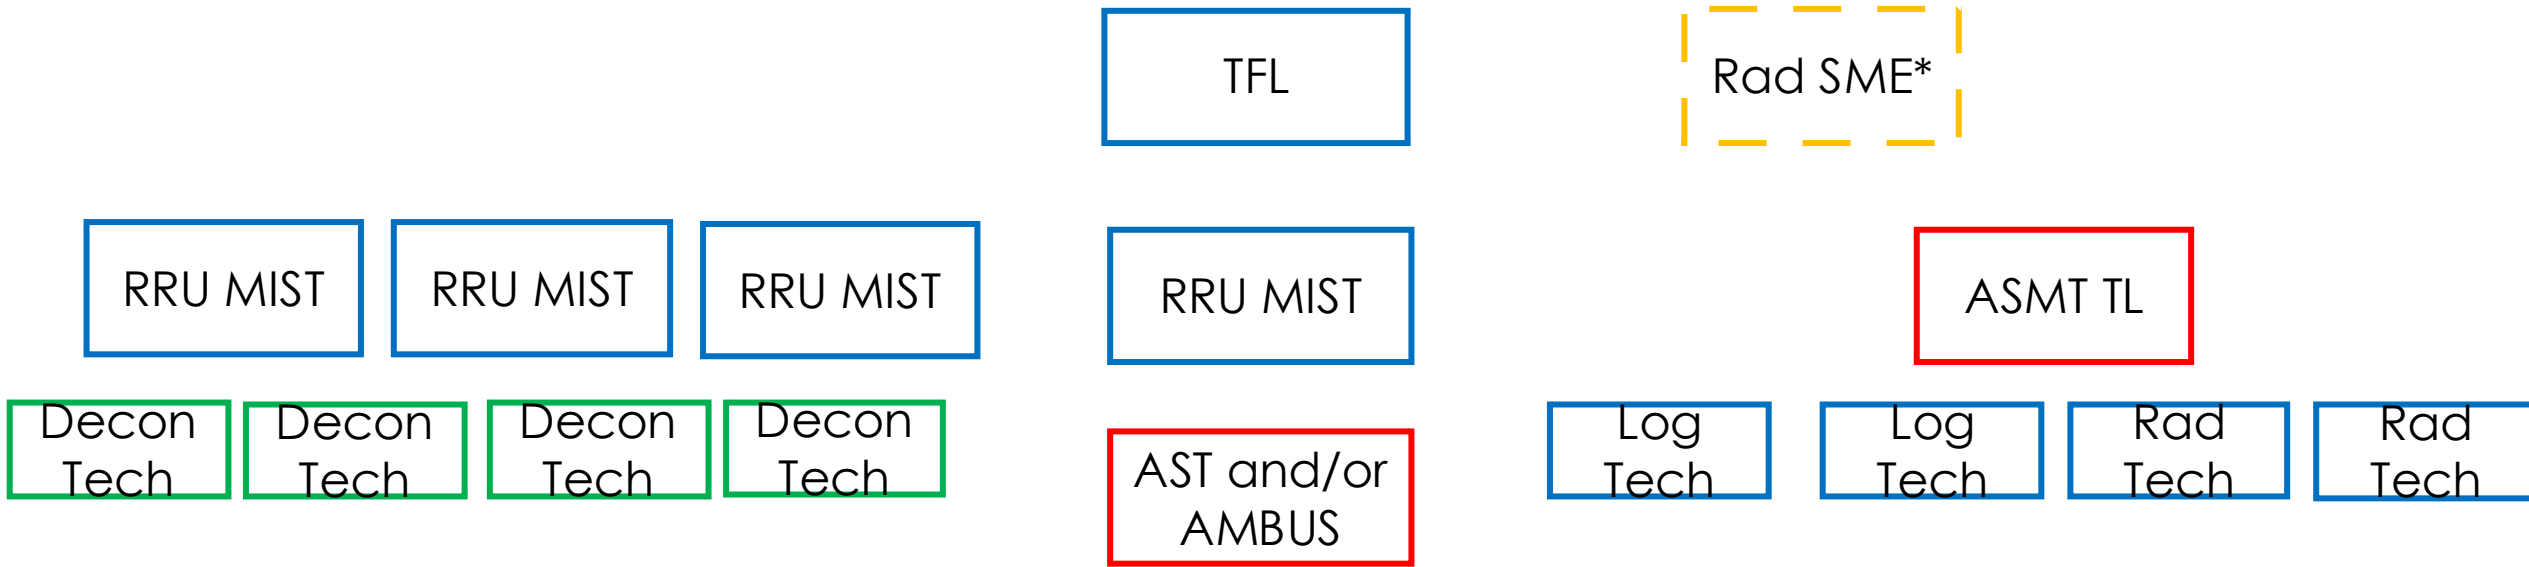 TFL
Rad SME*
RRU MIST
RRU MIST
RRU MIST
RRU MIST
ASMT TL
Decon
Tech
Decon
Tech
Decon
Tech
Decon
Tech
AST and/or
AMBUS
Log
Tech
Log
Tech
Rad
Tech
Rad
Tech